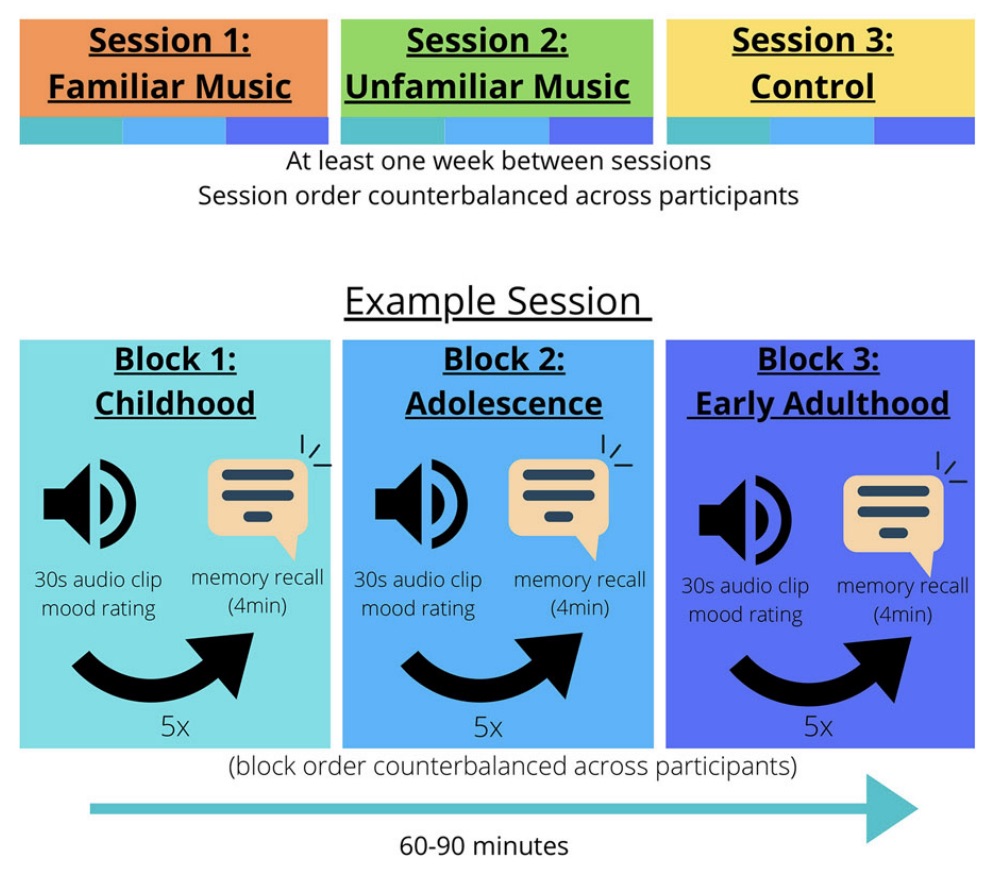 Session 1:
Familiar Music
Session 2:
Unfamiliar Music
Session 3:
Control
At least one week between sessions
Session order counterbalanced across participants
Example Session
Block 1:
Childhood
30s audio clip
mood rating
memory recall
(4min)
5x
Block 2:
Adolescence
30s audio clip
mood rating
memory recall
(4min)
5x
Block 3:
Early Adulthood
30s audio clip
mood rating
memory recall
(4min)
5x
(block order counterbalanced across participants)
60-90 minutes